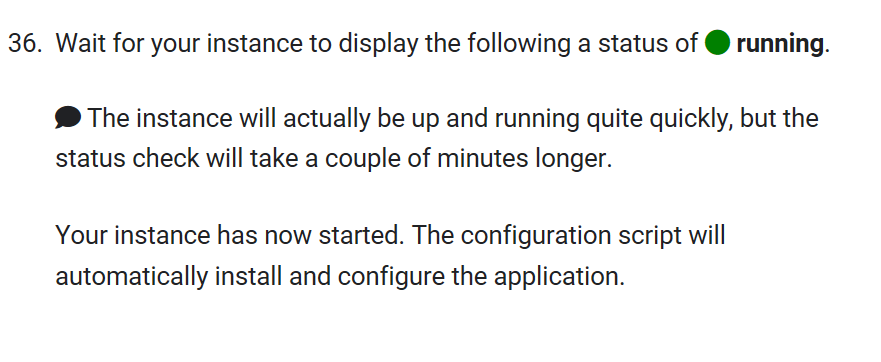 36. Wait for your instance to display the following a status of running.
The instance will actually be up and running quite quickly, but the
status check will take a couple of minutes longer.
Your instance has now started. The configuration script will
automatically install and configure the application.